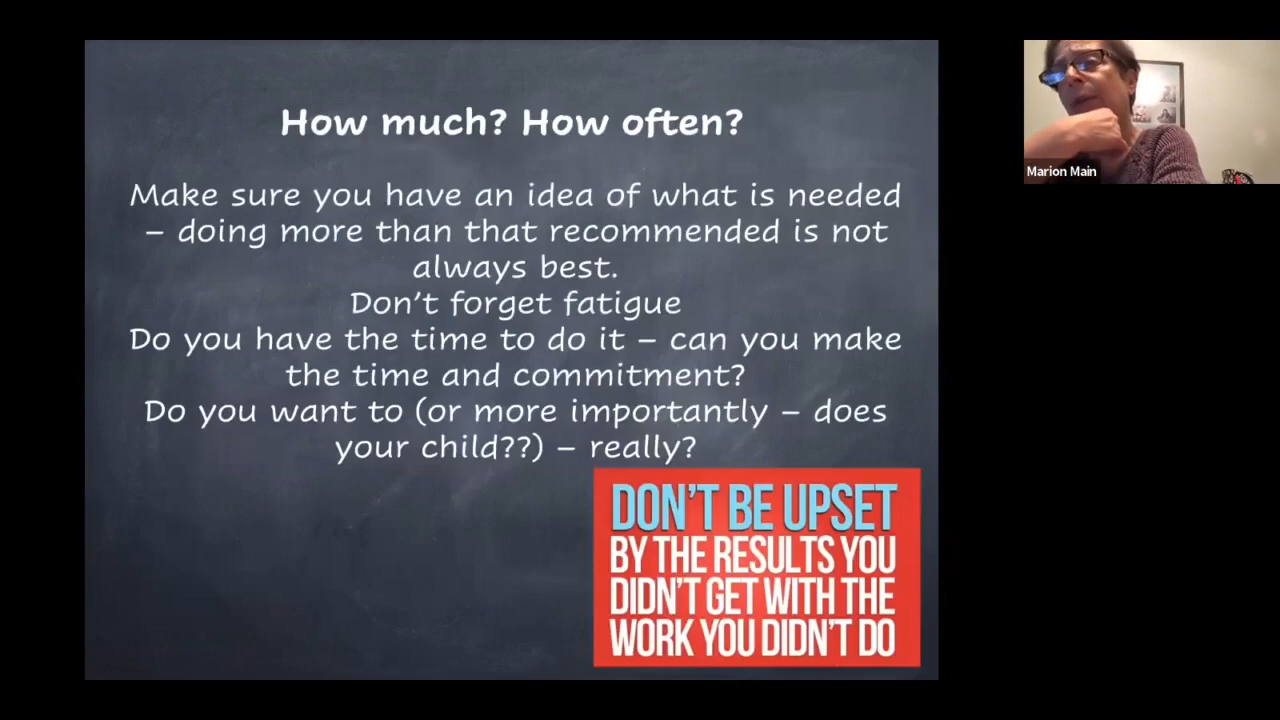 How much? How often?
Make sure you have an idea of what is needed
– doing more than that recommended is not
always best.
Don't forget fatigue
Do you have the time to do it – can you make
the time and commitment?
Do you want to (or more importantly – does
your child??) – really?
DON'T BE UPSET
BY THE RESULTS YOU
DIDN'T GET WITH THE
WORK YOU DIDN'T DO
Marion Main